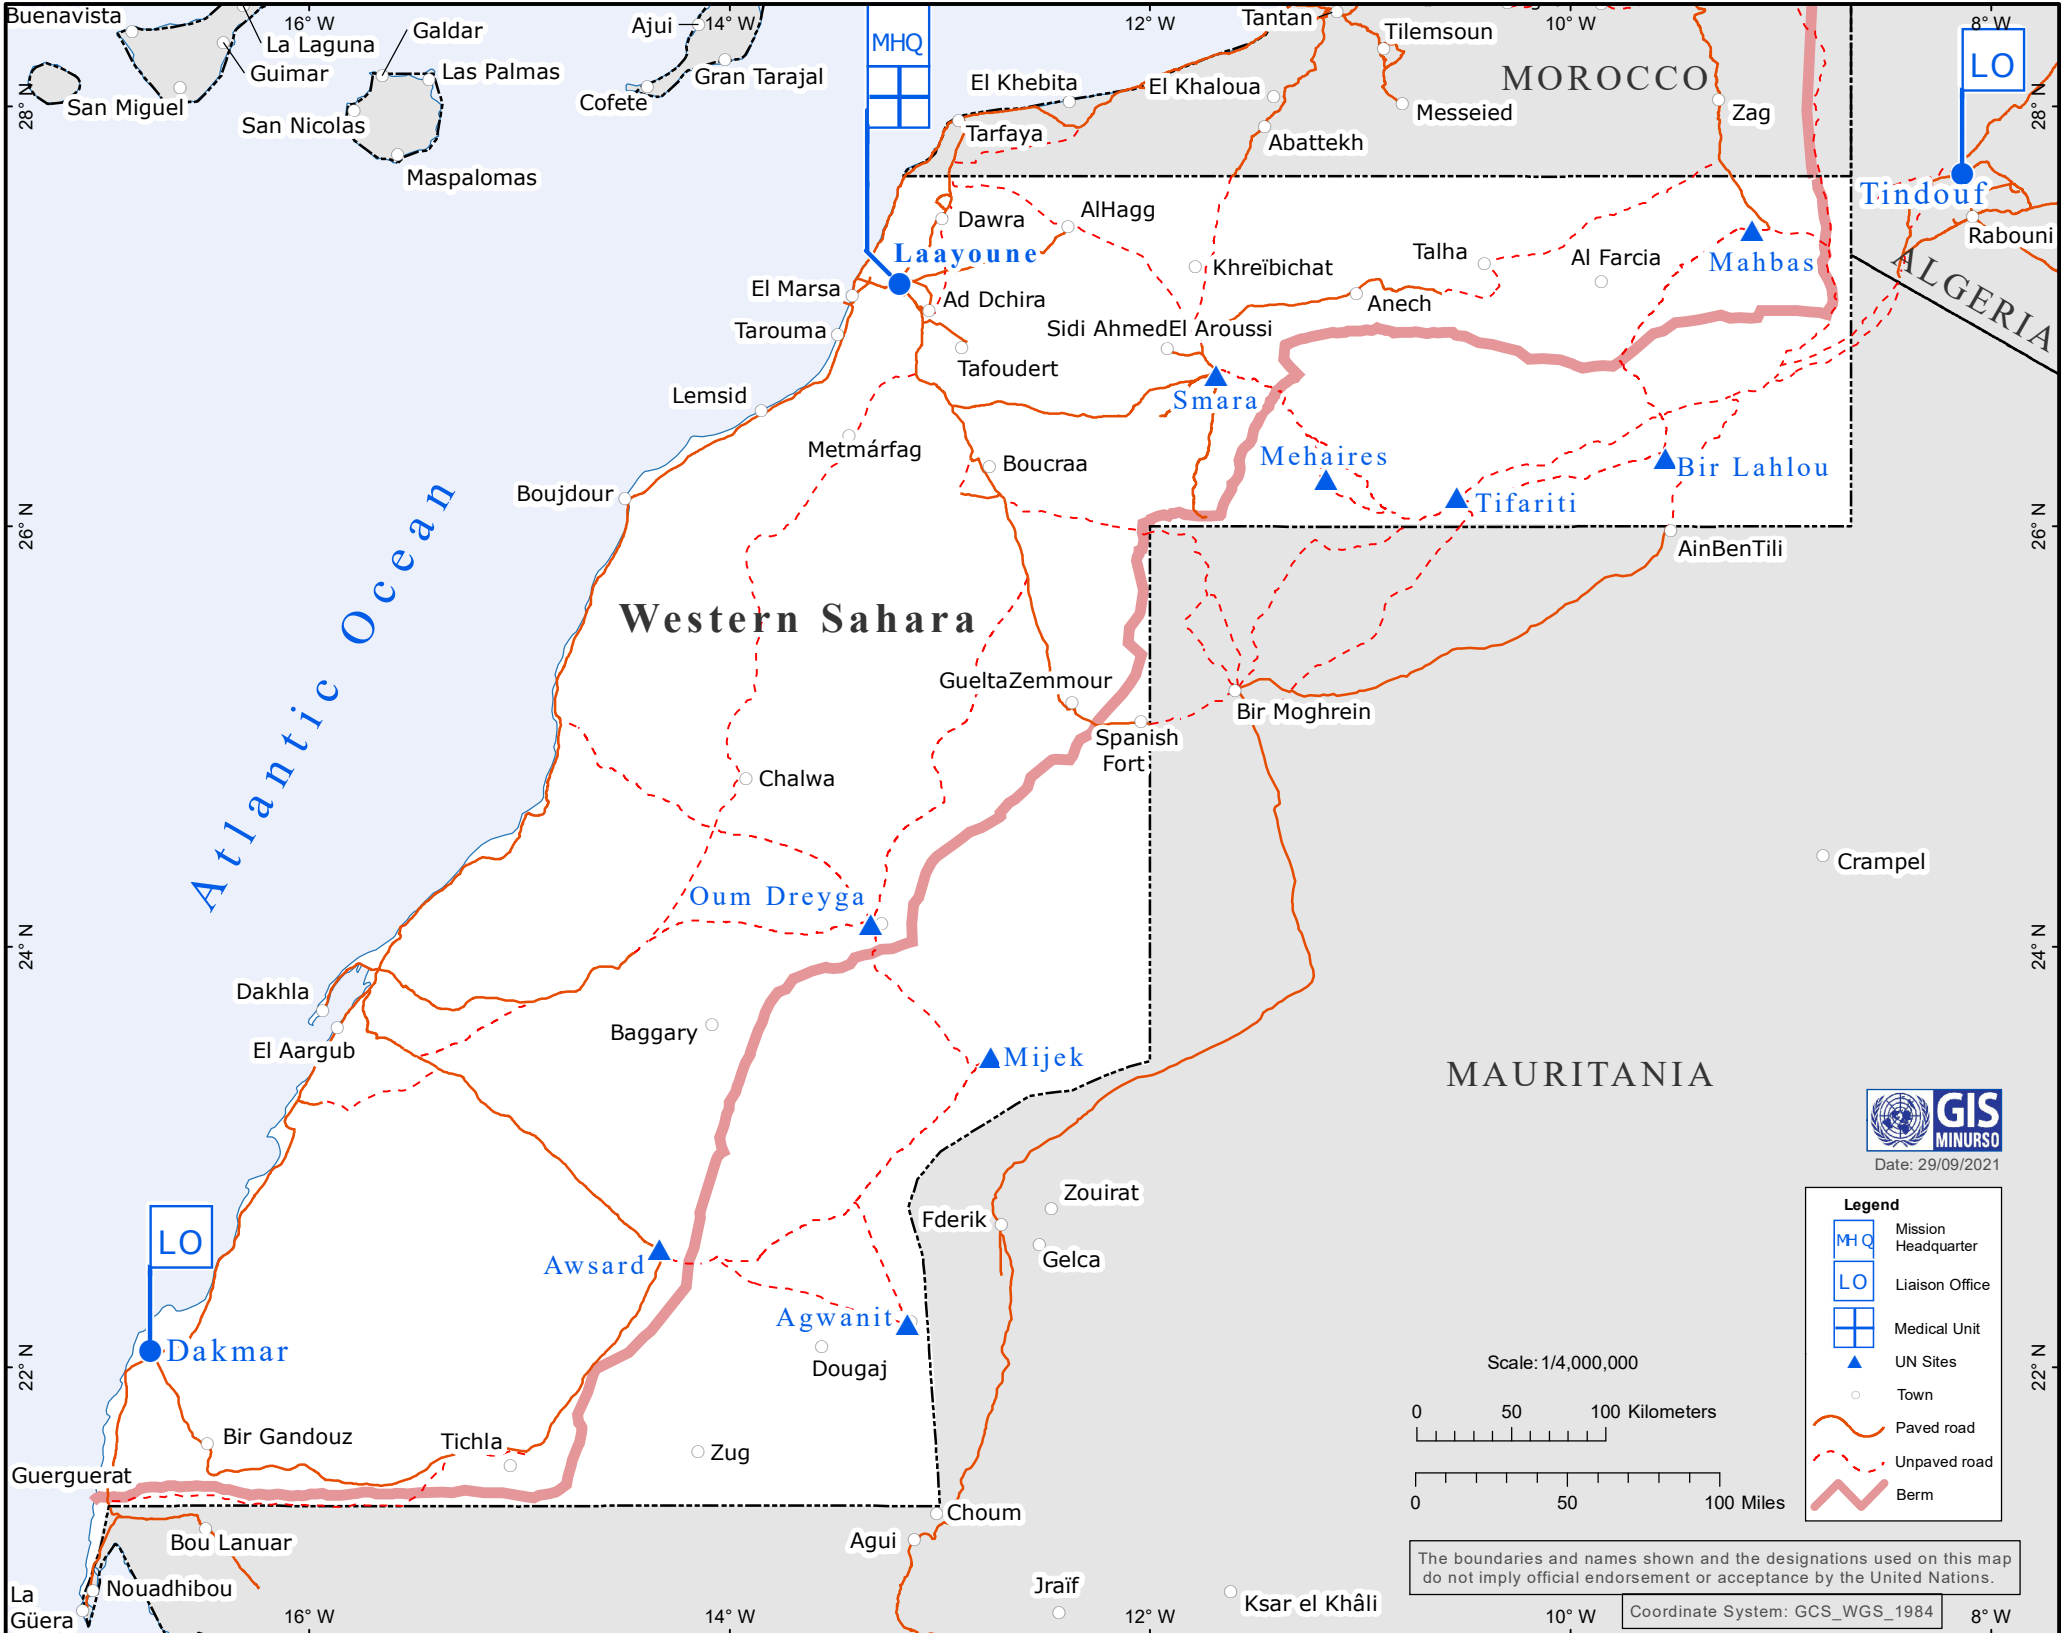 Buenavista
16° W
14° W
12° W
10° W
8° W
La Laguna
Galdar
Ajui
MHQ
Tantan
Tilemsoun
LO
Guimar
Las Palmas
Gran Tarajal
El Khebita
El Khaloua
MOROCCO
28° N
San Miguel
San Nicolas
Cofete
Messeied
Zag
28° N
Tarfaya
Abattekh
Maspalomas
Tindouf
Dawra
AlHagg
Rabouni
Laayoune
Khreïbichat
Talha
Al Farcia
Mahbas
ALGERIA
El Marsa
Ad Dchira
Anech
Tarouma
Sidi AhmedEl Aroussi
Tafoudert
Lemsid
Smara
Metmárfag
Boucraa
Mehaires
Bir Lahlou
Boujdour
Tifariti
26° N
26° N
AinBenTili
Atlantic Ocean
Western Sahara
GueltaZemmour
Bir Moghrein
Spanish
Fort
Chalwa
Crampel
Oum Dreyga
24° N
24° N
Dakhla
Baggary
El Aargub
Mijek
MAURITANIA
GIS
MINURSO
Date: 29/09/2021
Zouirat
Fderik
LO
Gelca
Awsard
Agwanit
Dakmar
Dougaj
22° N
22° N
Legend
MHQ
Mission
Headquarter
LO
Liaison Office
Medical Unit
UN Sites
Town
Paved road
Unpaved road
Berm
Scale: 1/4,000,000
0 50 100 Kilometers
0 50 100 Miles
Bir Gandouz
Tichla
Zug
Guerguerat
Choum
Bou Lanuar
Agui
Nouadhibou
La
Güera
Jraïf
Ksar el Khâli
The boundaries and names shown and the designations used on this map
do not imply official endorsement or acceptance by the United Nations.
Coordinate System: GCS_WGS_1984
16° W
14° W
12° W
10° W
8° W